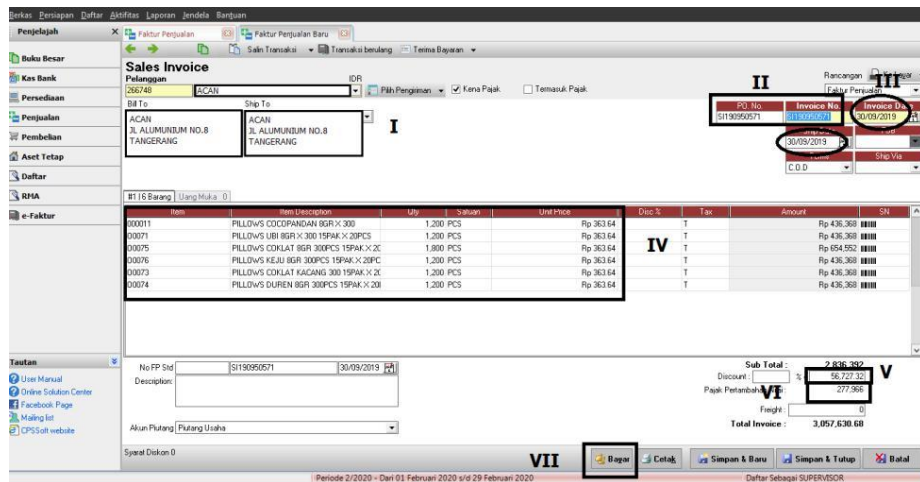 Berkas Persiapan Daftar Aktifitas Laporan Jendela Bantuan
Penjelajah X Faktur Penjualan Faktur Penjualan Baru
Salin Transaksi Transaksi berulang Terima Bayaran
Buku Besar
Kas Bank
Persediaan
Penjualan
Pembelian
Aset Tetap
Daftar
RMA
e-Faktur
Sales Invoice
Pelanggan IDR
266748 ACAN Pilih Pengiriman Kena Pajak Termasuk Pajak
Rancangan
Faktur Penjualan
Bill To Ship To
ACAN ACAN
JL ALUMUNIUM NO.8 JL ALUMUNIUM NO.8
TANGERANG TANGERANG
I
II III
PO. No. Invoice No. Invoice Date
SI190950571 SI190950571 30/09/2019
Ship Date
30/09/2019
Ship Via
C.O.D
#1 | 6 Barang Uang Muka 0
Item Item Description Qty Satuan Unit Price Disc % Tax Amount SN
000011 PILLOWS COCOPANDAN 8GR X 300 1,200 PCS Rp 363.64 T Rp 436,368
00071 PILLOWS UBI 8GR X 300 15PAK X 20PCS 1,200 PCS Rp 363.64 T Rp 436,368
00075 PILLOWS COKLAT 8GR 300PCS 15PAK X 20 1,800 PCS Rp 363.64 T Rp 654,552
00076 PILLOWS KEJU 8GR 300PCS 15PAK X 20PC 1,200 PCS Rp 363.64 T Rp 436,368
00073 PILLOWS COKLAT KACANG 300 15PAK X 20 1,200 PCS Rp 363.64 T Rp 436,368
00074 PILLOWS DUREN 8GR 300PCS 15PAK X 20 1,200 PCS Rp 363.64 T Rp 436,368
IV
Tautan
User Manual
Online Solution Center
Facebook Page
Mailing list
CPSSoft website
No FP Std SI190950571 30/09/2019
Description:
Akun Piutang Piutang Usaha
Sub Total : 2,836,392
Discount : % 56,727.32 V
Pajak Pertambahan 277,966
VI
Freight : 0
Total Invoice : 3,057,630.68
Syarat Diskon 0
VII Bayar Cetak Simpan & Baru Simpan & Tutup Batal
Periode 2/2020 - Dari 01 Februari 2020 s/d 29 Februari 2020 Daftar Sebagai SUPERVISOR